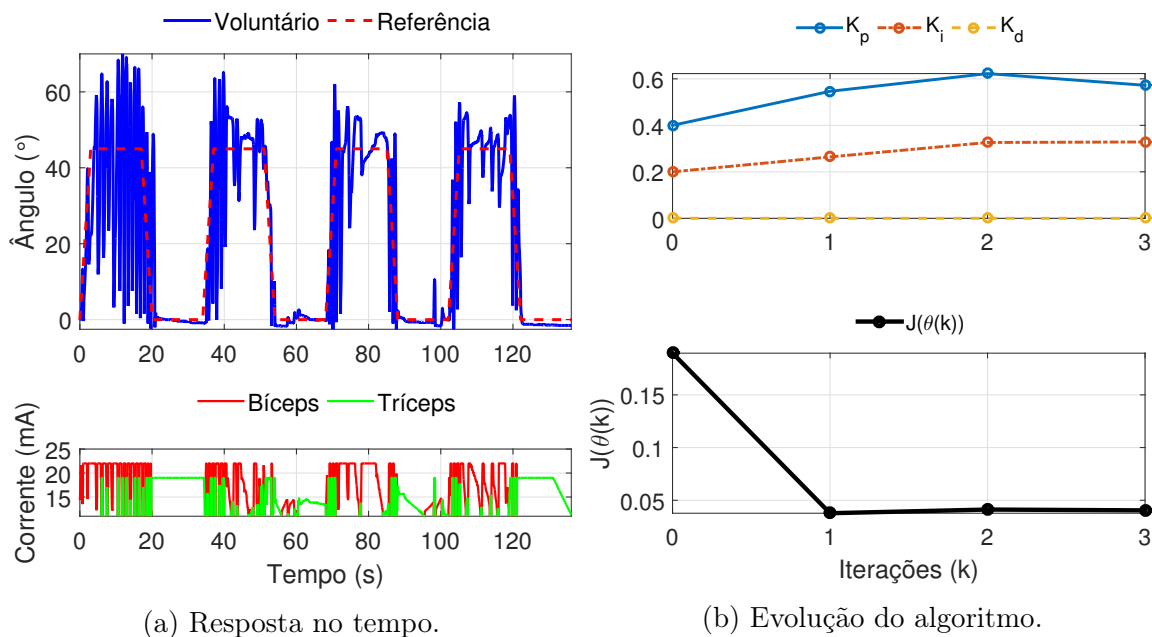 Voluntário Referência
Ângulo (°)
60
40
20
0
0 20 40 60 80 100 120
Bíceps Tríceps
Corrente (mA)
25
20
15
0 20 40 60 80 100 120
Tempo (s)
(a) Resposta no tempo.
K_p K_i K_d
0.6
0.4
0.2
0
0 1 2 3
J(θ(k))
J(θ(k))
0.15
0.1
0.05
0 1 2 3
Iterações (k)
(b) Evolução do algoritmo.